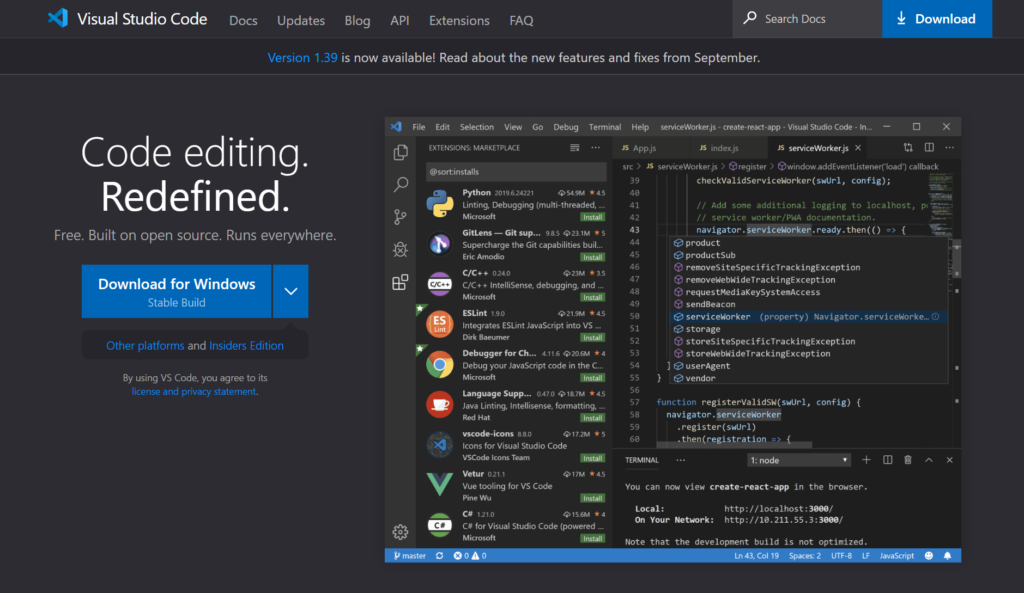 Visual Studio Code Docs Updates Blog API Extensions FAQ Search Docs Download
Version 1.39 is now available! Read about the new features and fixes from September.
Code editing.
Redefined.
Free. Built on open source. Runs everywhere.
Download for Windows
Stable Build
Other platforms and Insiders Edition
By using VS Code, you agree to its
license and privacy statement.
File Edit Selection View Go Debug Terminal Help serviceWorker.js - create-react-app - Visual Studio Code - In...
EXTENSIONS: MARKETPLACE
@sort:installs
Python 2019.6.24221 54.9M 4.5
Linting, Debugging (multi-threaded, ...
Microsoft Install
GitLens — Git sup... 9.8.5 23.1M 5
Supercharge the Git capabilities buil...
Eric Amodio Install
C/C++ 0.24.0 23M 3.5
C/C++ IntelliSense, debugging, and ...
Microsoft Install
C/C++
ESLint 1.9.0 21.9M 4.5
Integrates ESLint JavaScript into VS ...
Dirk Baeumer Install
ES
Lint
Debugger for Ch... 4.11.6 20.6M 4
Debug your JavaScript code in the C...
Microsoft Install
Language Supp... 0.47.0 18.7M 4.5
Java Linting, Intellisense, formatting, ...
Red Hat Install
vscode-icons 8.8.0 17.2M 5
Icons for Visual Studio Code
VSCode Icons Team Install
Vetur 0.21.1 17M 4.5
Vue tooling for VS Code
Pine Wu Install
C# 1.21.0 15.6M 4
C# for Visual Studio Code (powered ...
Microsoft Install
C#
App.js index.js serviceWorker.js
JS JS JS
src › JS serviceWorker.js › register › window.addEventListener('load') callback
39 checkValidServiceWorker(swUrl, config);
40
41 // Add some additional logging to localhost, p
42 // service worker/PWA documentation.
43 navigator.serviceWorker.ready.then(() => {
44 product
45 productSub
46 removeSiteSpecificTrackingException
47 removeWebWideTrackingException
48 requestMediaKeySystemAccess
49 sendBeacon
50 serviceWorker (property) Navigator.serviceWorke...
51 storage
52 storeSiteSpecificTrackingException
53 storeWebWideTrackingException
54 } userAgent
55 } vendor
56
57 function registerValidSW(swUrl, config) {
58 navigator.serviceWorker
59 .register(swUrl)
60 .then(registration => {
TERMINAL ... 1: node
You can now view create-react-app in the browser.
Local: http://localhost:3000/
On Your Network: http://10.211.55.3:3000/
Note that the development build is not optimized.
master 0 0 Ln 43, Col 19 Spaces: 2 UTF-8 LF JavaScript